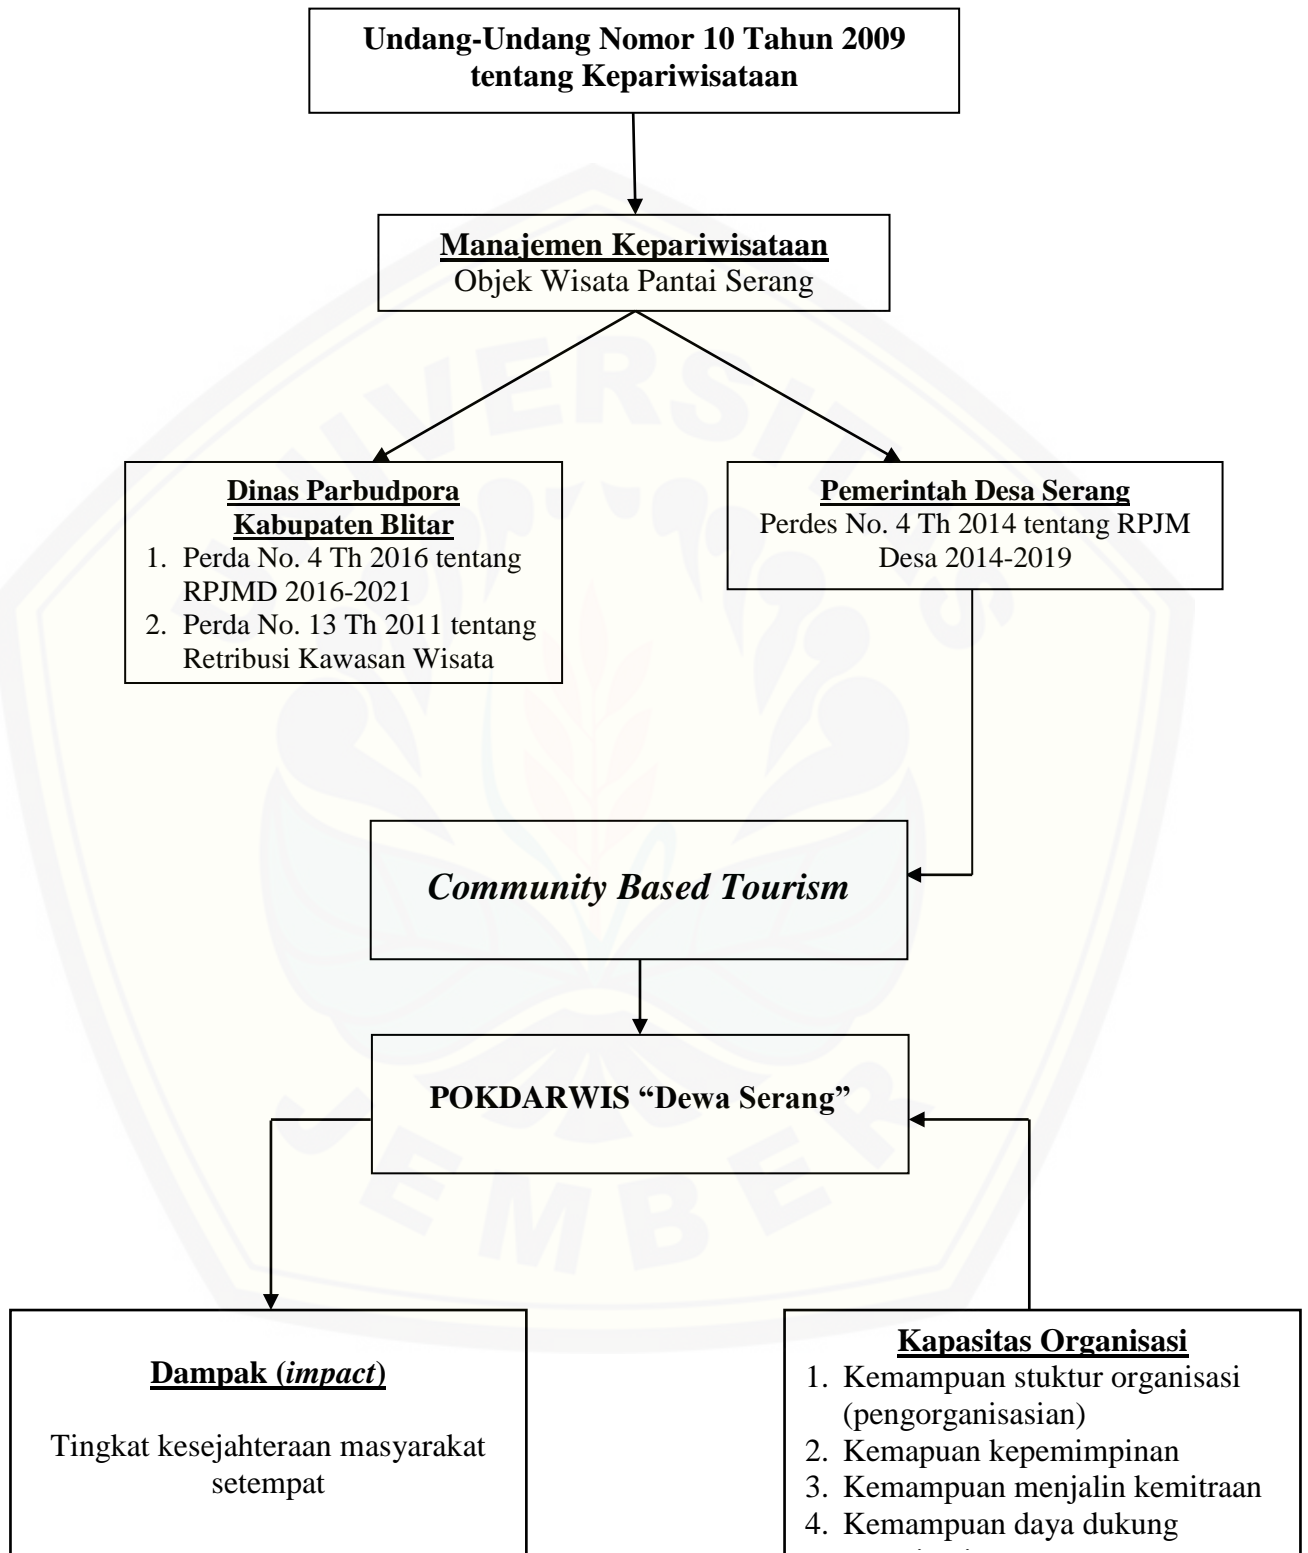 Undang-Undang Nomor 10 Tahun 2009
tentang Kepariwisataan
Manajemen Kepariwisataan
Objek Wisata Pantai Serang
Dinas Parbudpora
Kabupaten Blitar
1. Perda No. 4 Th 2016 tentang
RPJMD 2016-2021
2. Perda No. 13 Th 2011 tentang
Retribusi Kawasan Wisata
Pemerintah Desa Serang
Perdes No. 4 Th 2014 tentang RPJM
Desa 2014-2019
Community Based Tourism
POKDARWIS “Dewa Serang”
Dampak (impact)
Tingkat kesejahteraan masyarakat
setempat
Kapasitas Organisasi
1. Kemampuan stuktur organisasi
(pengorganisasian)
2. Kemapuan kepemimpinan
3. Kemampuan menjalin kemitraan
4. Kemampuan daya dukung
UNIVERSITAS
JEMBER